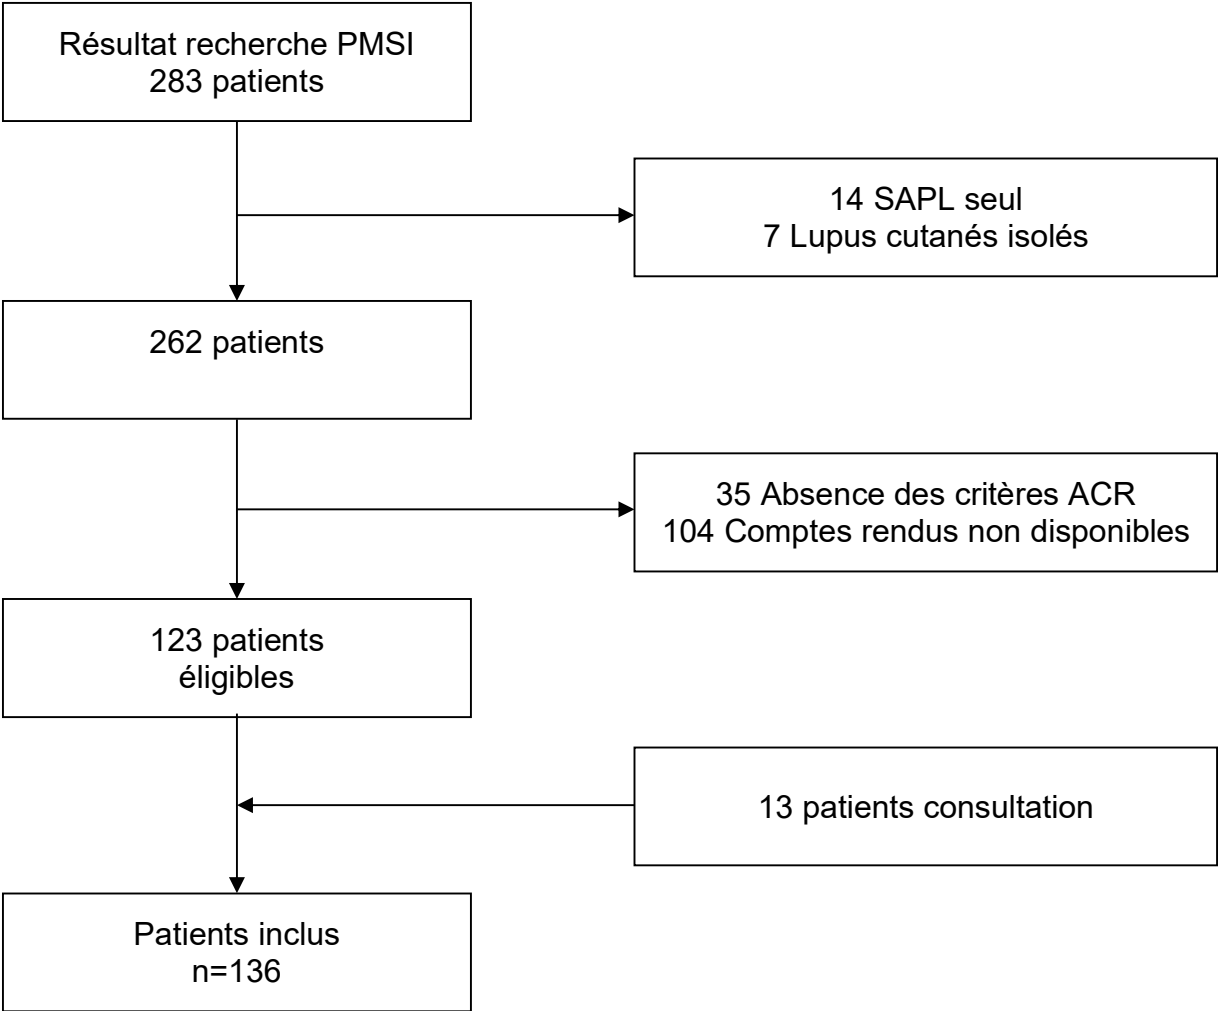 Résultat recherche PMSI
283 patients
14 SAPL seul
7 Lupus cutanés isolés
262 patients
35 Absence des critères ACR
104 Comptes rendus non disponibles
123 patients
éligibles
13 patients consultation
Patients inclus
n=136